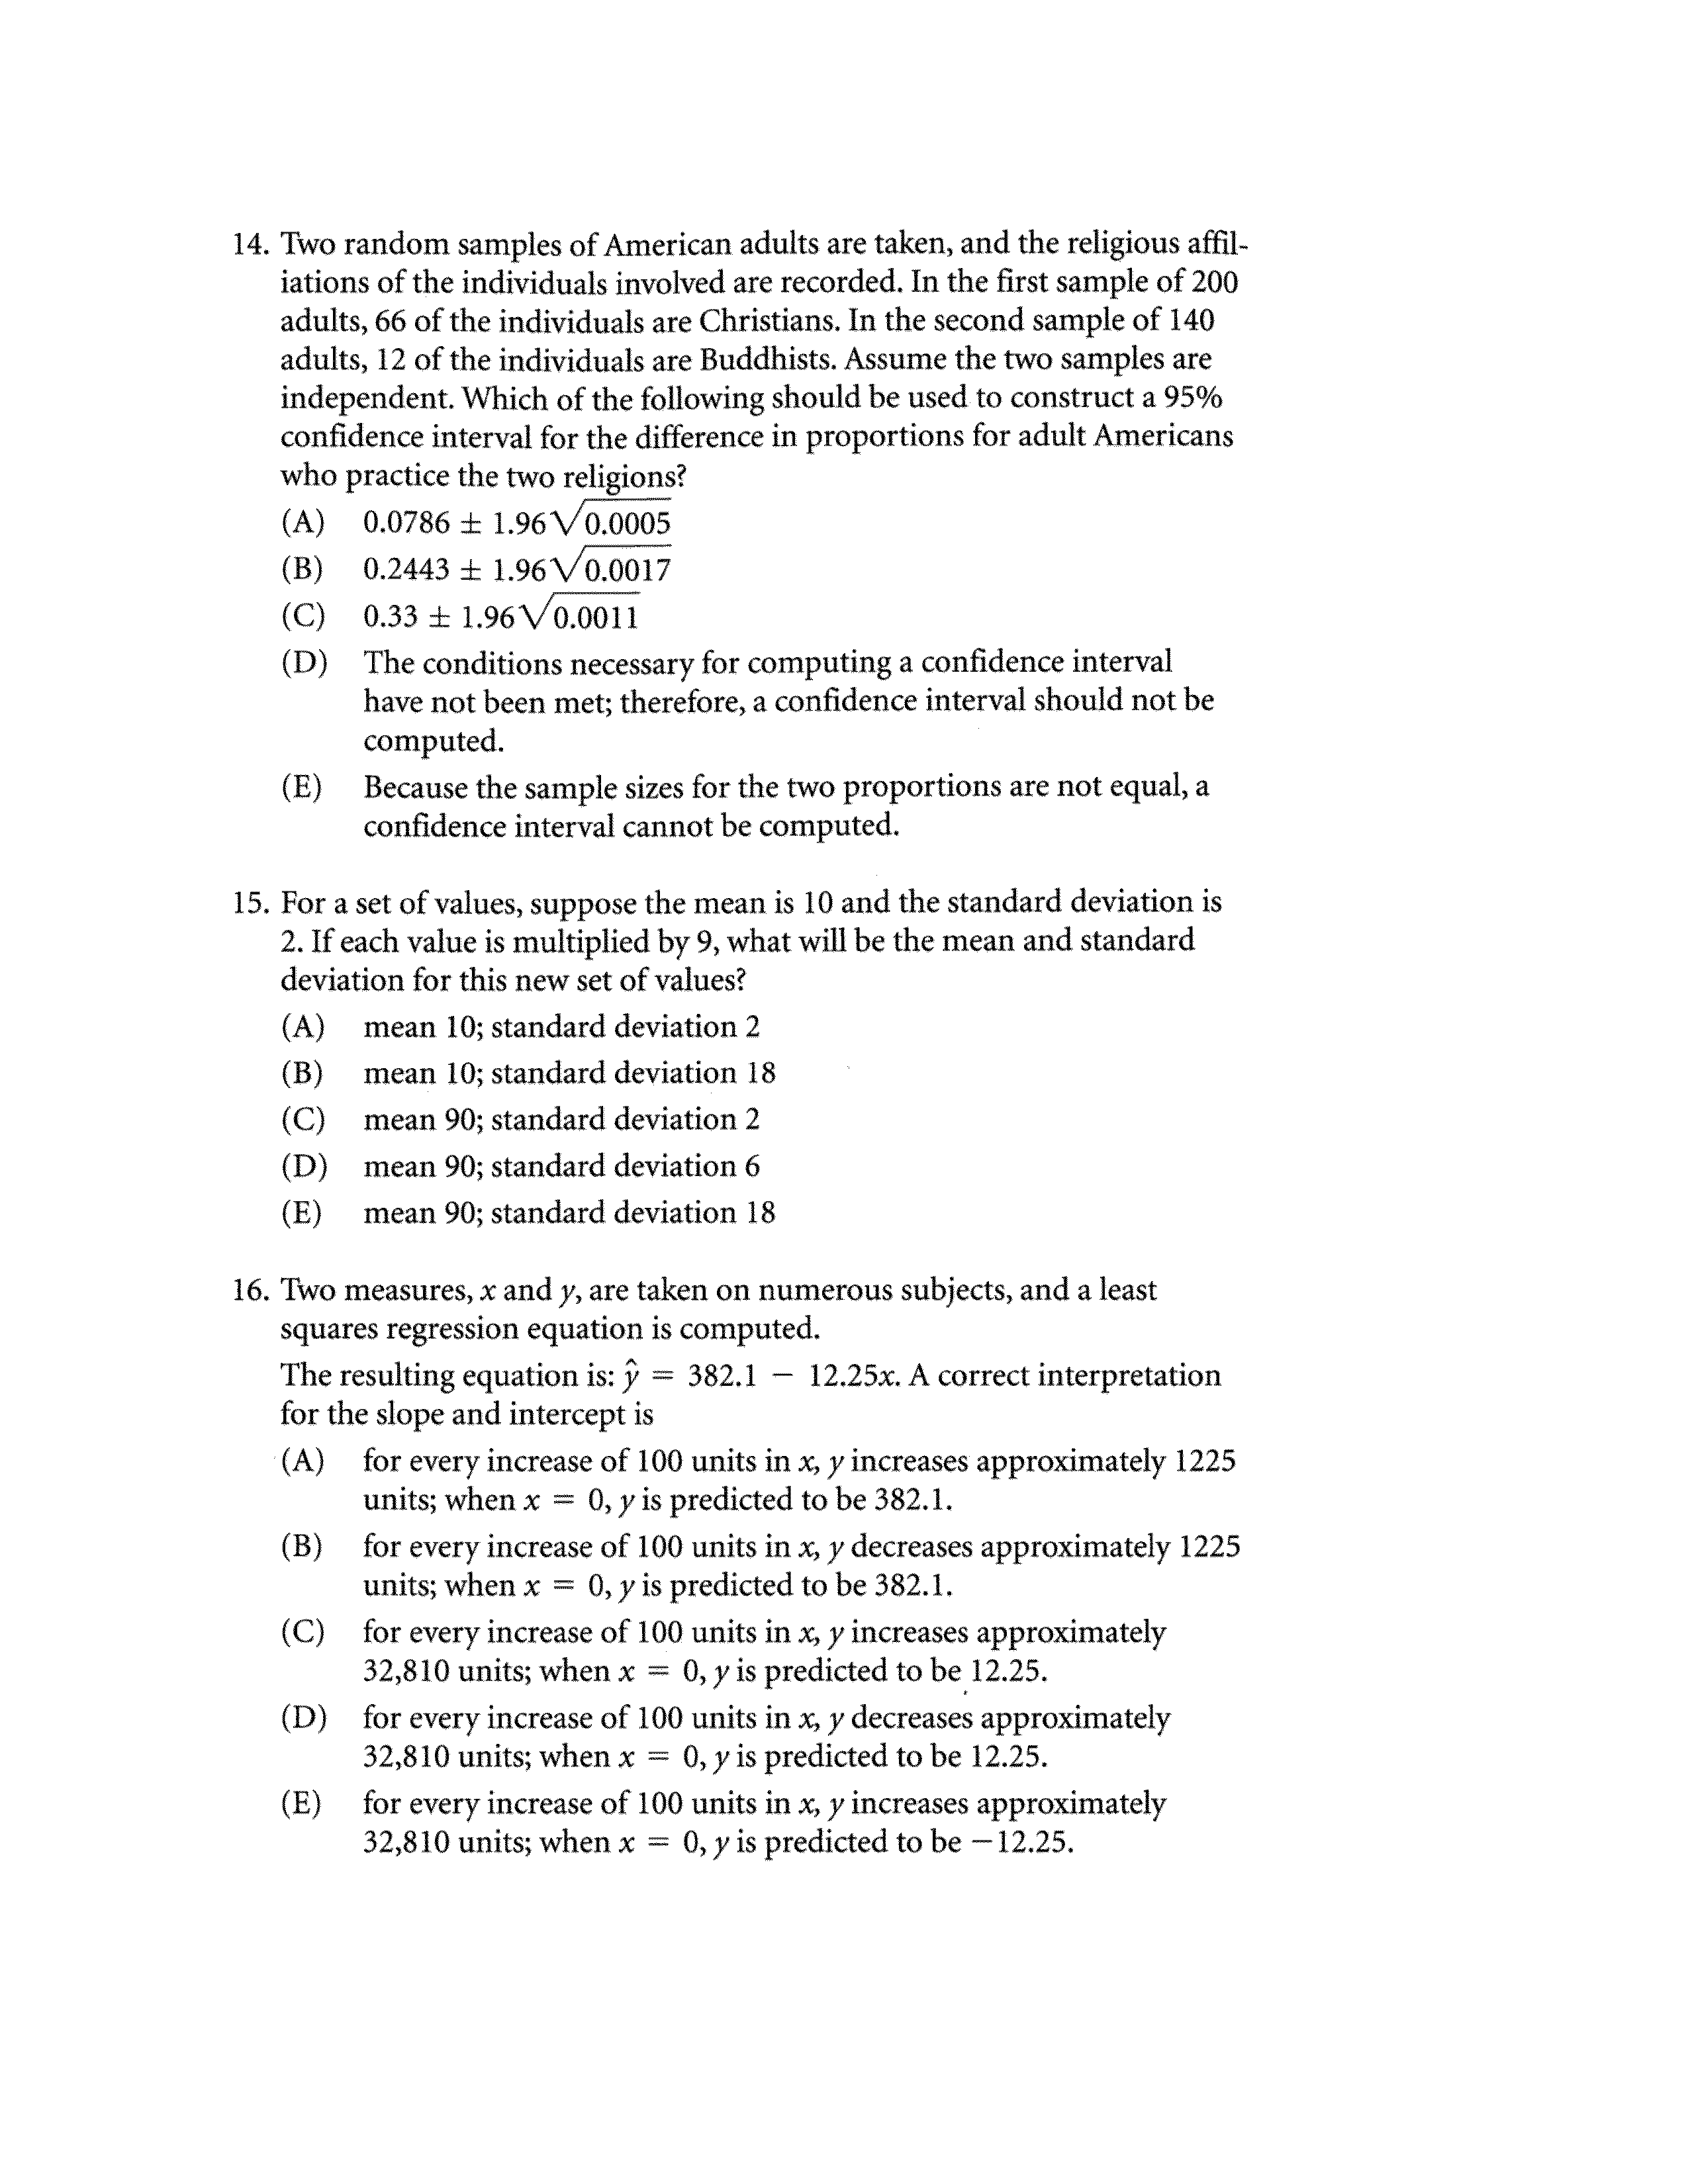 14. Two random samples of American adults are taken, and the religious affil-
iations of the individuals involved are recorded. In the first sample of 200
adults, 66 of the individuals are Christians. In the second sample of 140
adults, 12 of the individuals are Buddhists. Assume the two samples are
independent. Which of the following should be used to construct a 95%
confidence interval for the difference in proportions for adult Americans
who practice the two religions?
(A) 0.0786 ± 1.96√0.0005
(B) 0.2443 ± 1.96√0.0017
(C) 0.33 ± 1.96√0.0011
(D) The conditions necessary for computing a confidence interval
have not been met; therefore, a confidence interval should not be
computed.
(E) Because the sample sizes for the two proportions are not equal, a
confidence interval cannot be computed.
15. For a set of values, suppose the mean is 10 and the standard deviation is
2. If each value is multiplied by 9, what will be the mean and standard
deviation for this new set of values?
(A) mean 10; standard deviation 2
(B) mean 10; standard deviation 18
(C) mean 90; standard deviation 2
(D) mean 90; standard deviation 6
(E) mean 90; standard deviation 18
16. Two measures, x and y, are taken on numerous subjects, and a least
squares regression equation is computed.
The resulting equation is: ŷ = 382.1 − 12.25x. A correct interpretation
for the slope and intercept is
(A) for every increase of 100 units in x, y increases approximately 1225
units; when x = 0, y is predicted to be 382.1.
(B) for every increase of 100 units in x, y decreases approximately 1225
units; when x = 0, y is predicted to be 382.1.
(C) for every increase of 100 units in x, y increases approximately
32,810 units; when x = 0, y is predicted to be 12.25.
(D) for every increase of 100 units in x, y decreases approximately
32,810 units; when x = 0, y is predicted to be 12.25.
(E) for every increase of 100 units in x, y increases approximately
32,810 units; when x = 0, y is predicted to be −12.25.